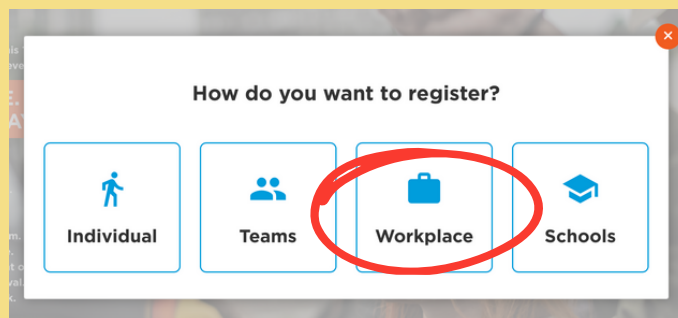 How do you want to register?
Individual
Teams
Workplace
Schools